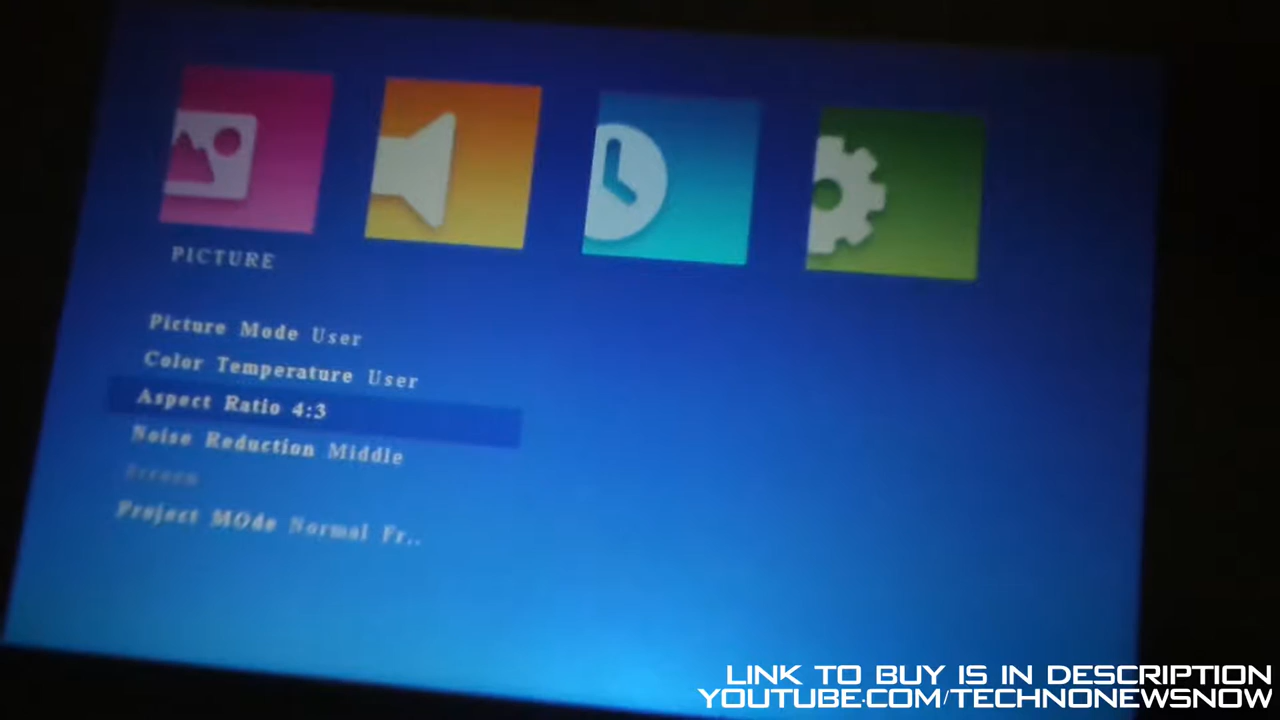 PICTURE
Picture Mode User
Color Temperature User
Aspect Ratio 4:3
Noise Reduction Middle
Screen
Project MOde Normal Fr..
LINK TO BUY IS IN DESCRIPTION
YOUTUBE.COM/TECHNONEWSNOW